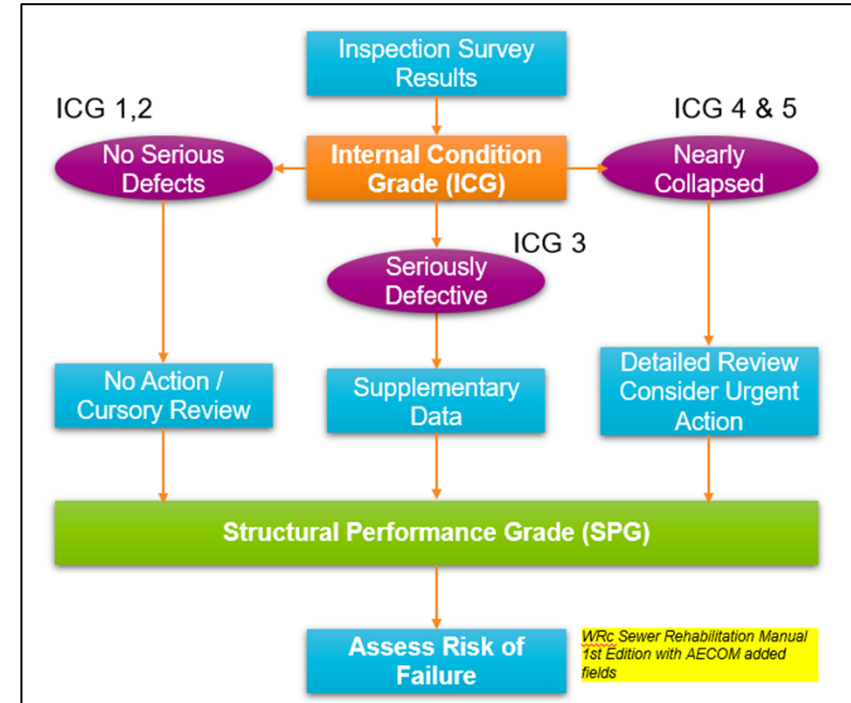 Inspection Survey
Results
ICG 1,2
ICG 4 & 5
No Serious
Defects
Internal Condition
Grade (ICG)
Nearly
Collapsed
ICG 3
Seriously
Defective
No Action /
Cursory Review
Supplementary
Data
Detailed Review
Consider Urgent
Action
Structural Performance Grade (SPG)
Assess Risk of
Failure
WRc Sewer Rehabilitation Manual
1st Edition with AECOM added
fields